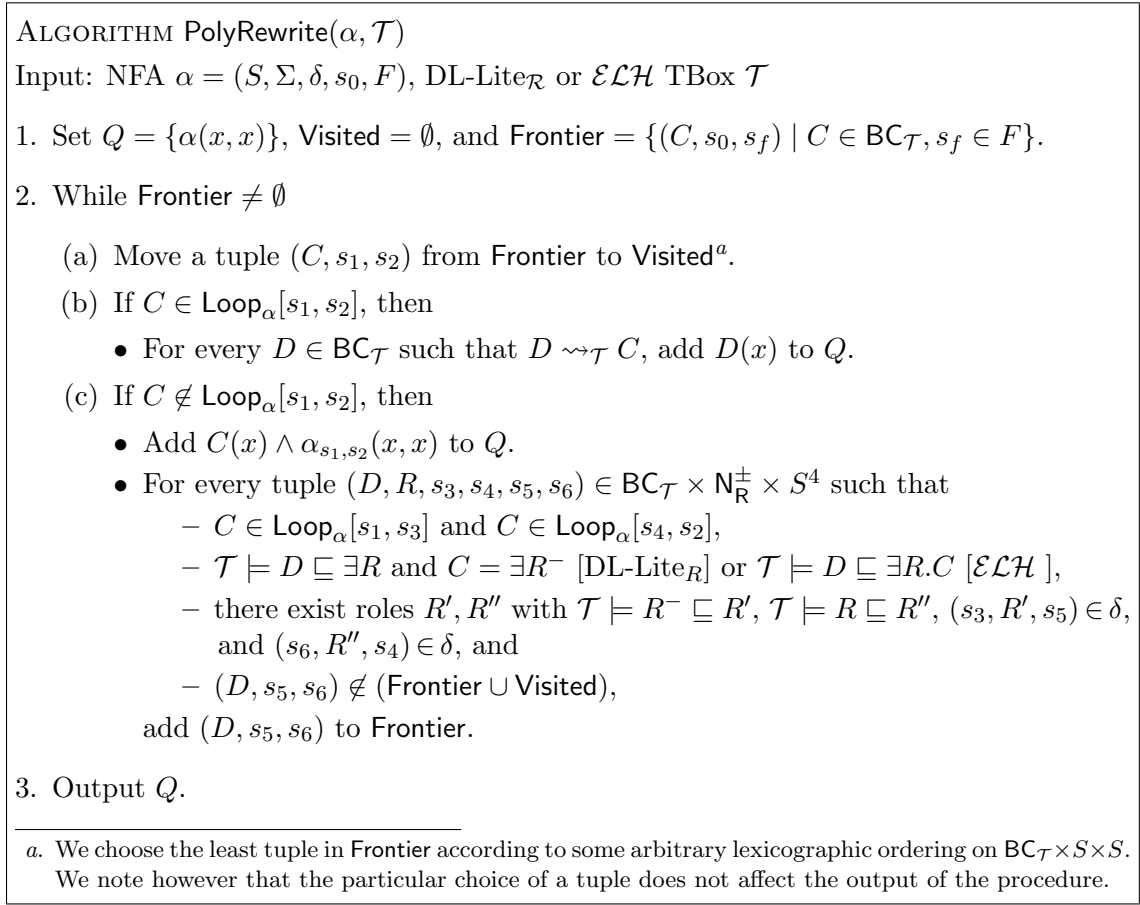 ALGORITHM PolyRewrite(α, 𝒯)
Input: NFA α = (S, Σ, δ, s₀, F), DL-Lite_ℛ or ℰℒℋ TBox 𝒯
1. Set Q = {α(x, x)}, Visited = ∅, and Frontier = {(C, s₀, s_f) | C ∈ BC_𝒯, s_f ∈ F}.
2. While Frontier ≠ ∅
(a) Move a tuple (C, s₁, s₂) from Frontier to Visitedᵃ.
(b) If C ∈ Loop_α[s₁, s₂], then
• For every D ∈ BC_𝒯 such that D ⇝_𝒯 C, add D(x) to Q.
(c) If C ∉ Loop_α[s₁, s₂], then
• Add C(x) ∧ α_{s₁,s₂}(x, x) to Q.
• For every tuple (D, R, s₃, s₄, s₅, s₆) ∈ BC_𝒯 × N_R^± × S⁴ such that
– C ∈ Loop_α[s₁, s₃] and C ∈ Loop_α[s₄, s₂],
– 𝒯 ⊨ D ⊑ ∃R and C = ∃R⁻ [DL-Lite_R] or 𝒯 ⊨ D ⊑ ∃R.C [ℰℒℋ ],
– there exist roles R′, R″ with 𝒯 ⊨ R⁻ ⊑ R′, 𝒯 ⊨ R ⊑ R″, (s₃, R′, s₅) ∈ δ,
and (s₆, R″, s₄) ∈ δ, and
– (D, s₅, s₆) ∉ (Frontier ∪ Visited),
add (D, s₅, s₆) to Frontier.
3. Output Q.
a. We choose the least tuple in Frontier according to some arbitrary lexicographic ordering on BC_𝒯×S×S.
We note however that the particular choice of a tuple does not affect the output of the procedure.